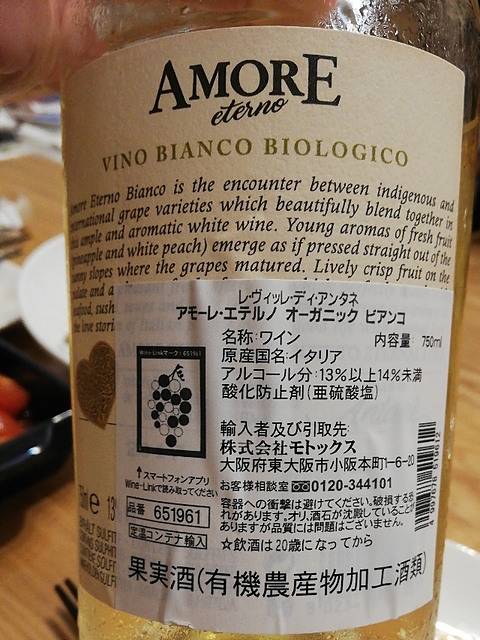 AMORE
eterno
VINO BIANCO BIOLOGICO
Amore Eterno Bianco is the encounter between indigenous and
international grape varieties which beautifully blend together in
this ample and aromatic white wine. Young aromas of fresh fruit
(pineapple and white peach) emerge as if pressed straight out of the
sunny slopes where the grapes matured. Lively crisp fruit on the
seafood, sush
レ・ヴィッレ・ディ・アンタネ
アモーレ・エテルノ オーガニック ビアンコ
名称:ワイン 内容量: 750ml
原産国名:イタリア
アルコール分:13%以上14%未満
酸化防止剤(亜硫酸塩)
Wine-Linkマーク: 651961
輸入者及び引取先:
株式会社モトックス
大阪府東大阪市小阪本町1-6-20
お客様相談室 0120-344101
↑スマートフォンアプリ
Wine-Linkで読み取ってください
容器への衝撃は避けてください。破損する恐
れがあります。オリ、酒石が沈殿していることが
ありますが品質には問題はございません。
品番 651961
☆飲酒は20歳になってから
定温コンテナ輸入
果実酒(有機農産物加工酒類)